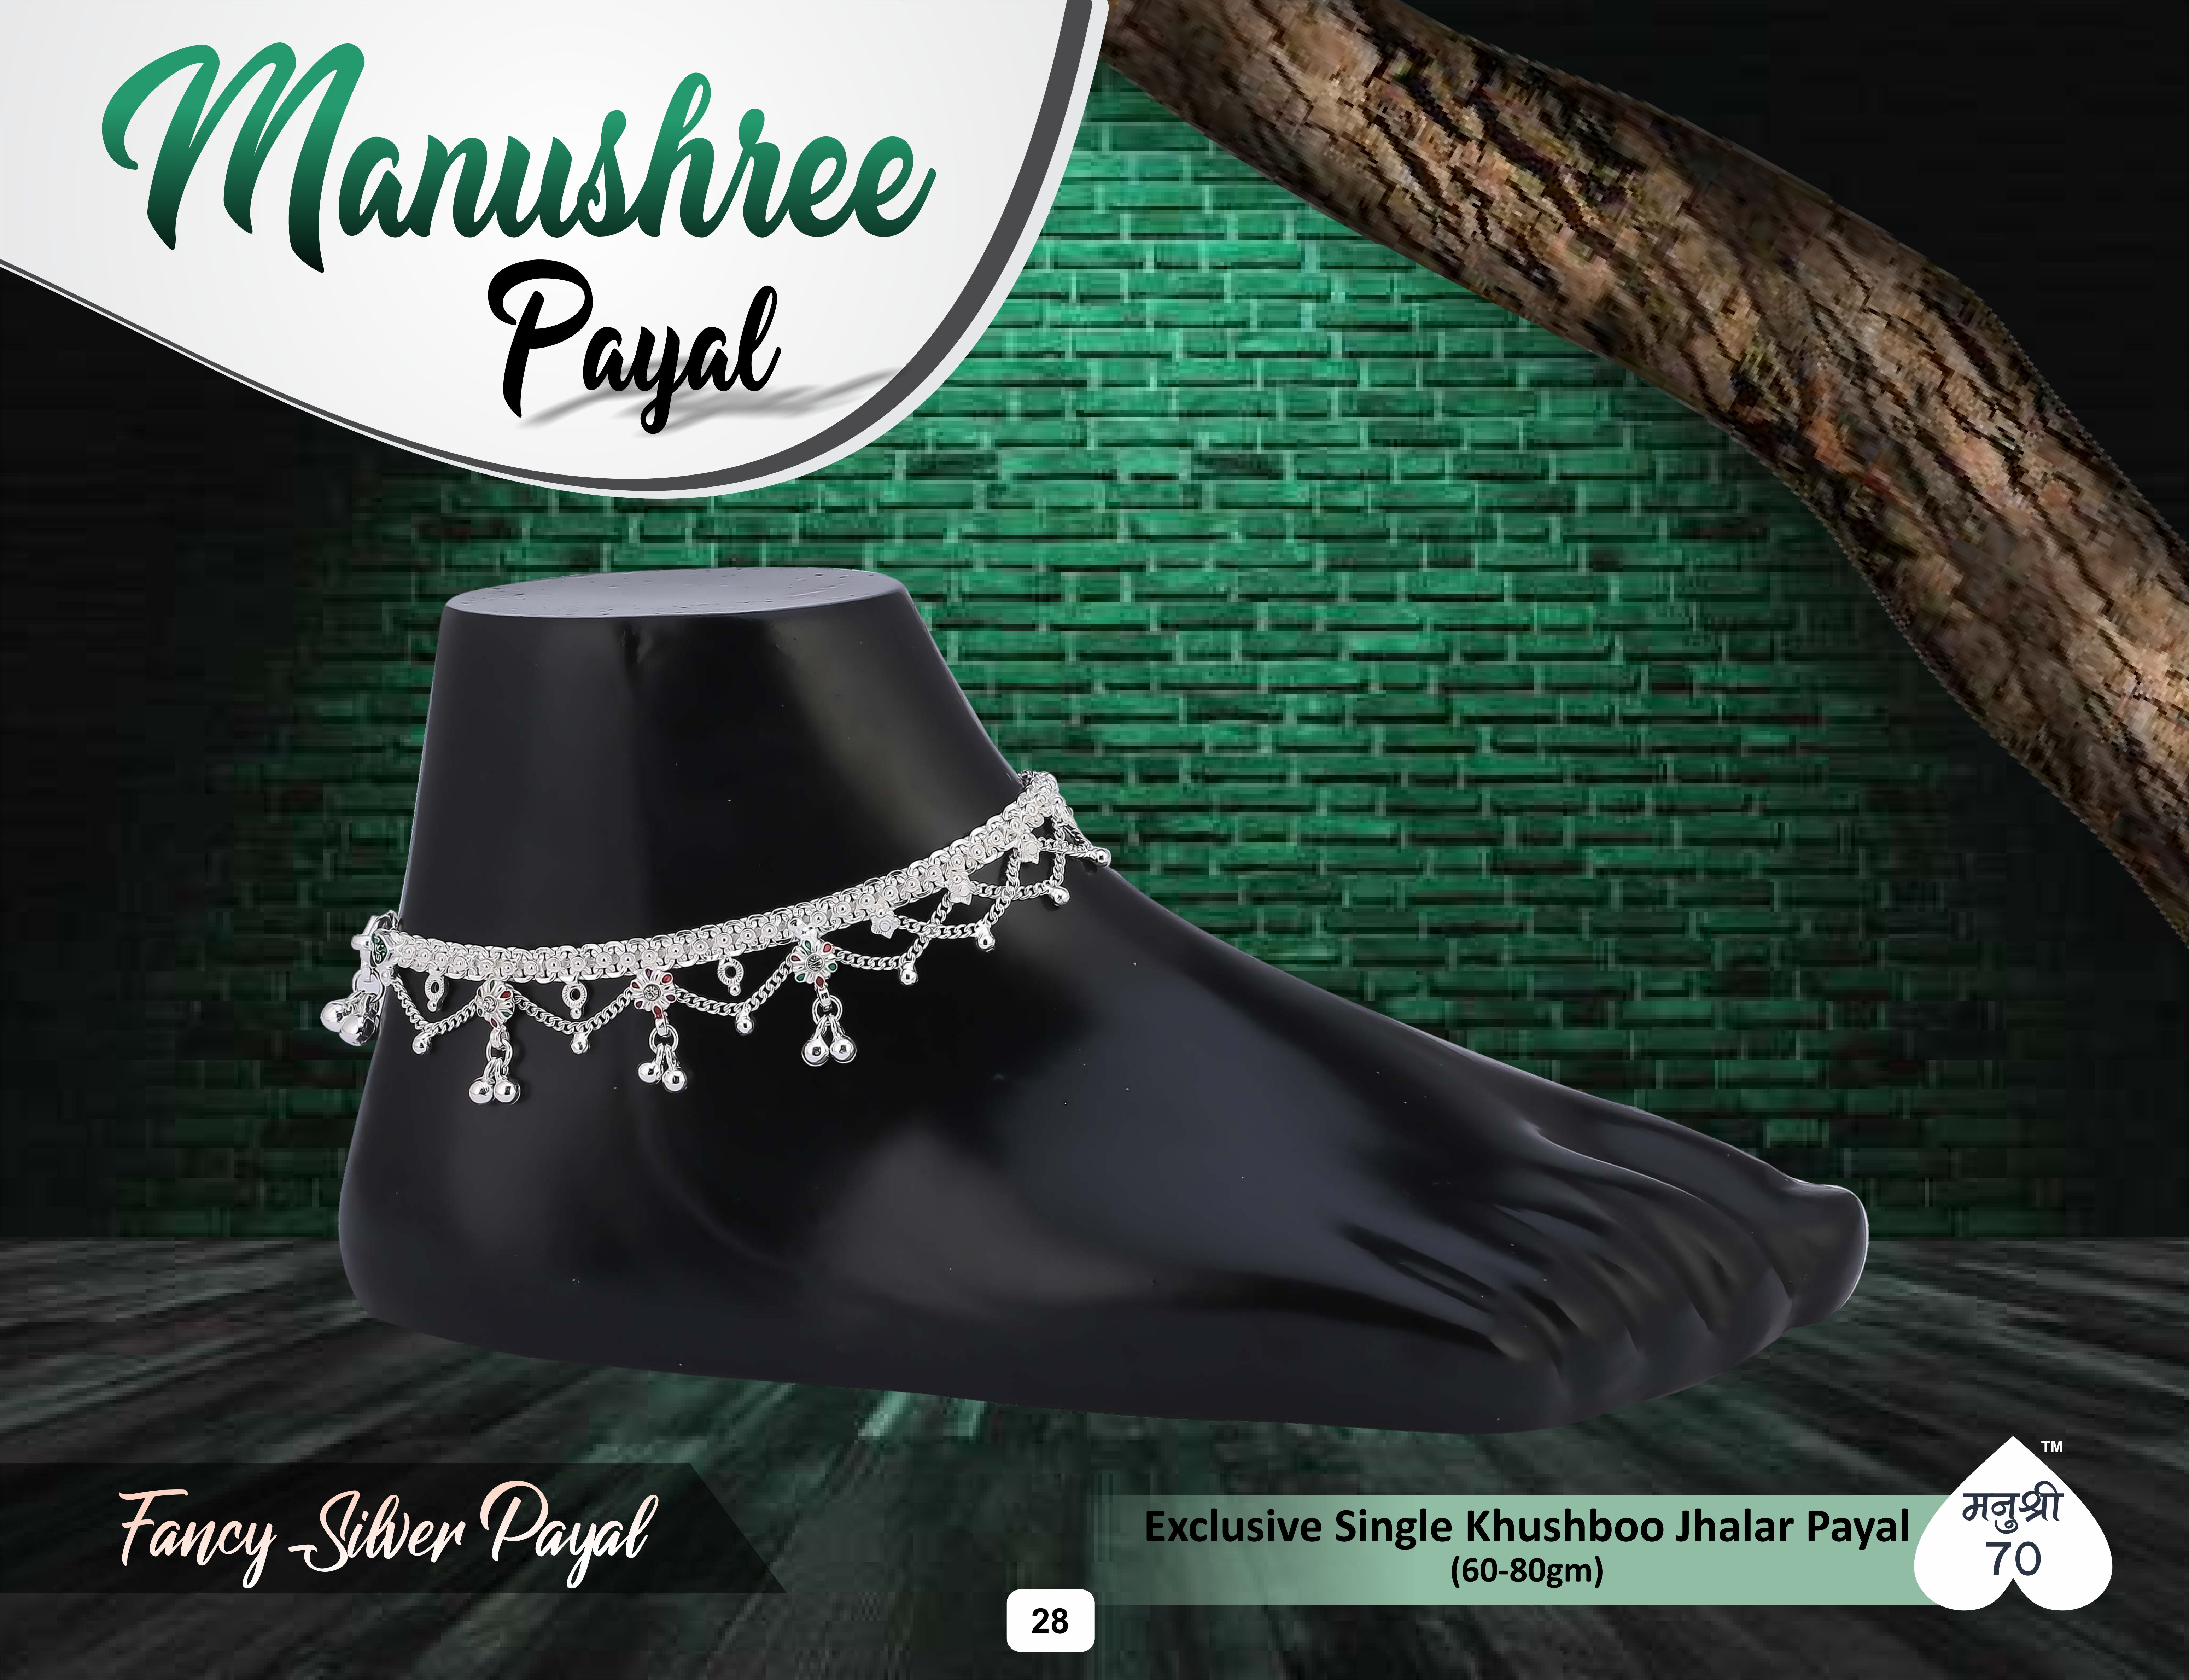 Manushree
Payal
Fancy Silver Payal
Exclusive Single Khushboo Jhalar Payal
(60-80gm)
TM
मनुश्री
70
28